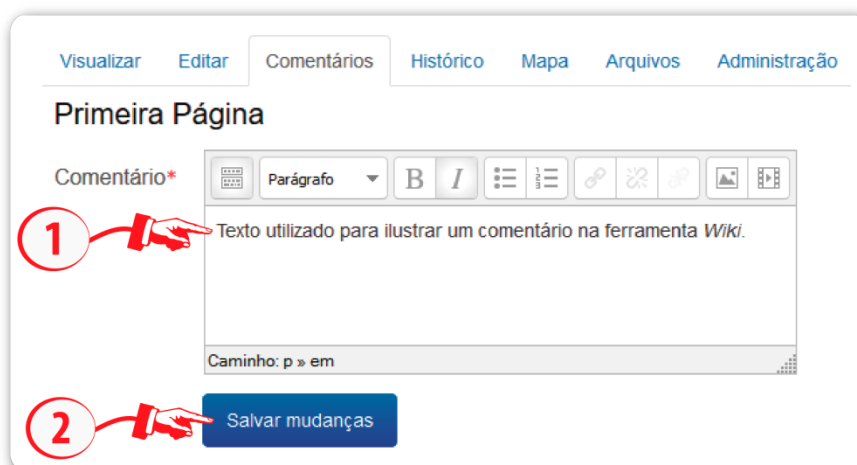 Visualizar Editar Comentários Histórico Mapa Arquivos Administração
Primeira Página
Comentário* Parágrafo B I
1 Texto utilizado para ilustrar um comentário na ferramenta Wiki.
Caminho: p » em
2 Salvar mudanças